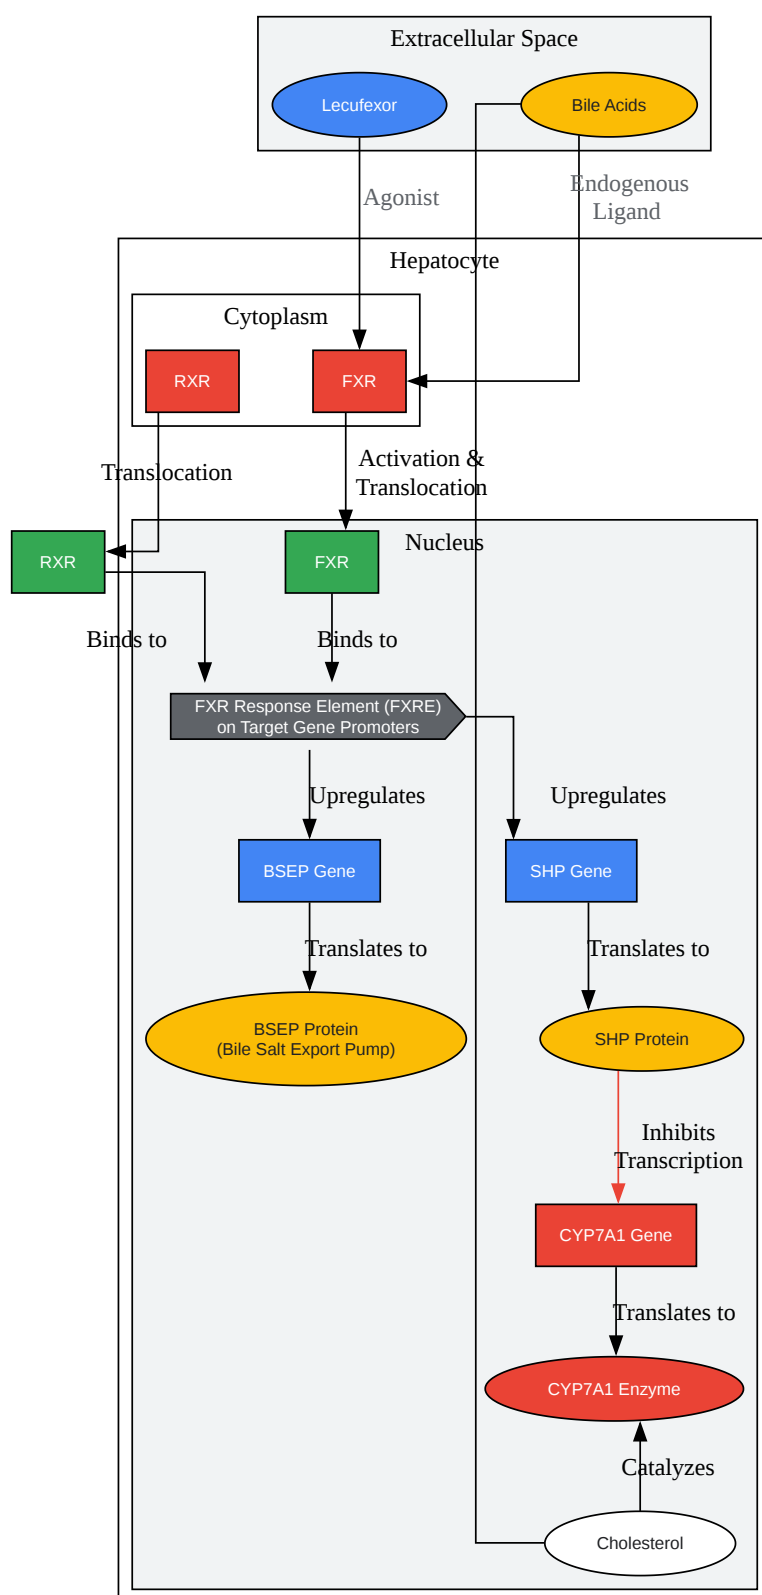 Extracellular Space
Lecufexor
Bile Acids
Agonist
Endogenous
Ligand
Hepatocyte
Cytoplasm
RXR
FXR
Translocation
Activation &
Translocation
Nucleus
RXR
FXR
Binds to
Binds to
FXR Response Element (FXRE)
on Target Gene Promoters
Upregulates
Upregulates
BSEP Gene
SHP Gene
Translates to
Translates to
BSEP Protein
(Bile Salt Export Pump)
SHP Protein
Inhibits
Transcription
CYP7A1 Gene
Translates to
CYP7A1 Enzyme
Catalyzes
Cholesterol